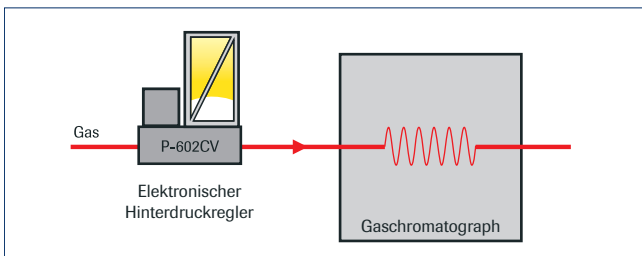 Gas
P-602CV
Elektronischer
Hinterdruckregler
Gaschromatograph